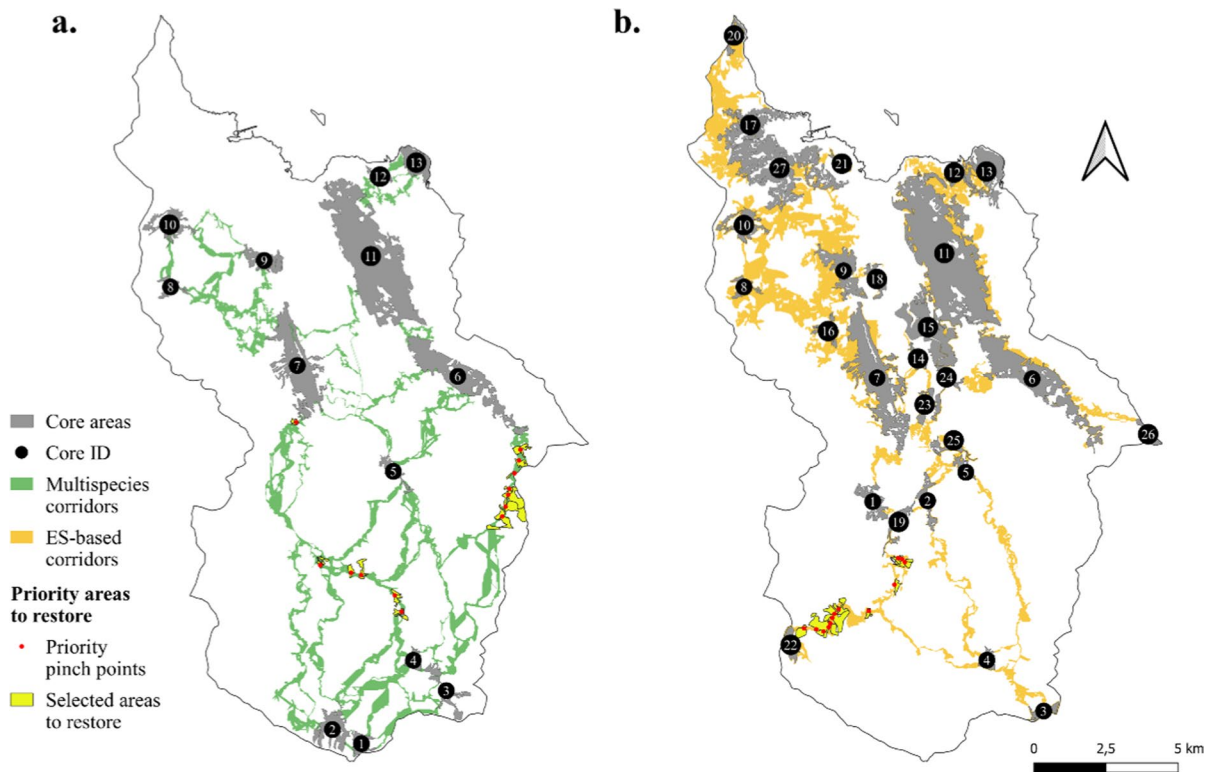 a.
b.
20
17
27
21
12
13
12
13
10
9
11
8
7
6
5
4
3
2
1
10
11
9
18
8
16
15
14
7
24
6
23
25
26
5
1
2
19
22
4
3
Core areas
Core ID
Multispecies
corridors
ES-based
corridors
Priority areas
to restore
Priority
pinch points
Selected areas
to restore
0 2,5 5 km